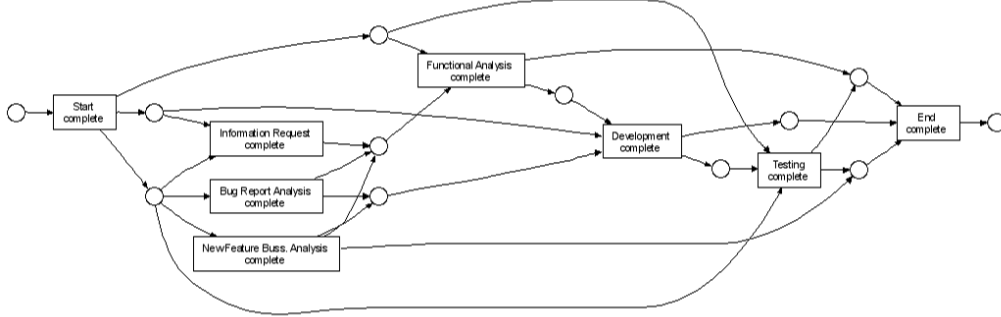 Start
complete
Information Request
complete
Bug Report Analysis
complete
NewFeature Buss. Analysis
complete
Functional Analysis
complete
Development
complete
Testing
complete
End
complete